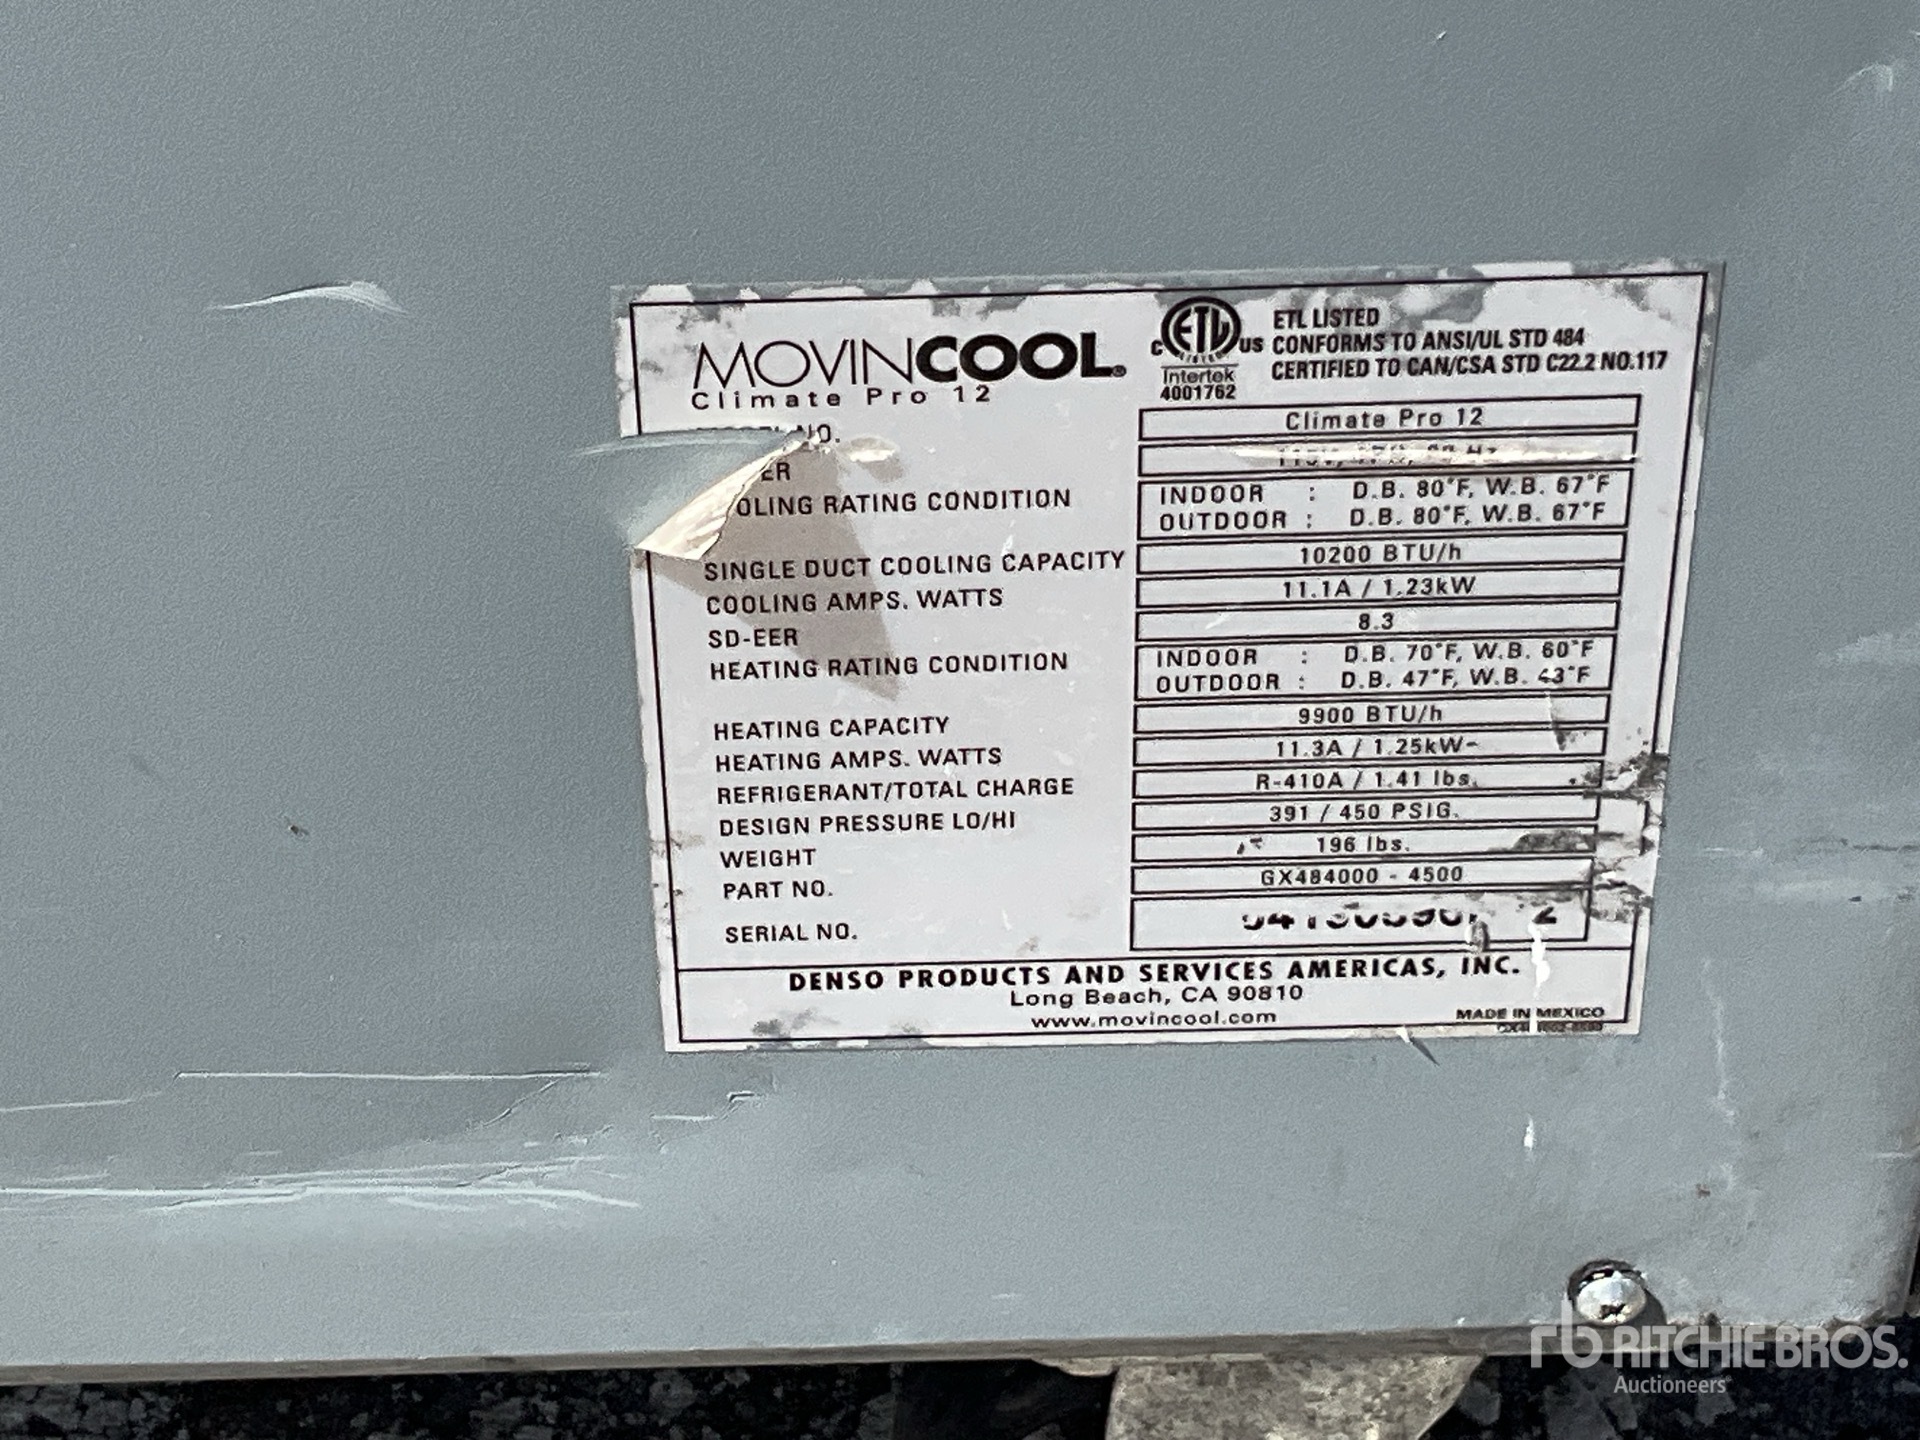 MOVINCOOL®
Climate Pro 12
C ETL US
LISTED
Intertek
4001762
ETL LISTED
CONFORMS TO ANSI/UL STD 484
CERTIFIED TO CAN/CSA STD C22.2 NO.117
NO. Climate Pro 12
ER
OLING RATING CONDITION INDOOR : D.B. 80°F, W.B. 67°F
OUTDOOR : D.B. 80°F, W.B. 67°F
SINGLE DUCT COOLING CAPACITY 10200 BTU/h
COOLING AMPS. WATTS 11.1A / 1.23kW
SD-EER 8.3
HEATING RATING CONDITION INDOOR : D.B. 70°F, W.B. 60°F
OUTDOOR : D.B. 47°F, W.B. 43°F
HEATING CAPACITY 9900 BTU/h
HEATING AMPS. WATTS 11.3A / 1.25kW
REFRIGERANT/TOTAL CHARGE R-410A / 1.41 lbs.
DESIGN PRESSURE LO/HI 391 / 450 PSIG.
WEIGHT 196 lbs.
PART NO. GX484000 - 4500
SERIAL NO.
DENSO PRODUCTS AND SERVICES AMERICAS, INC.
Long Beach, CA 90810
www.movincool.com
MADE IN MEXICO
rb RITCHIE BROS.
Auctioneers